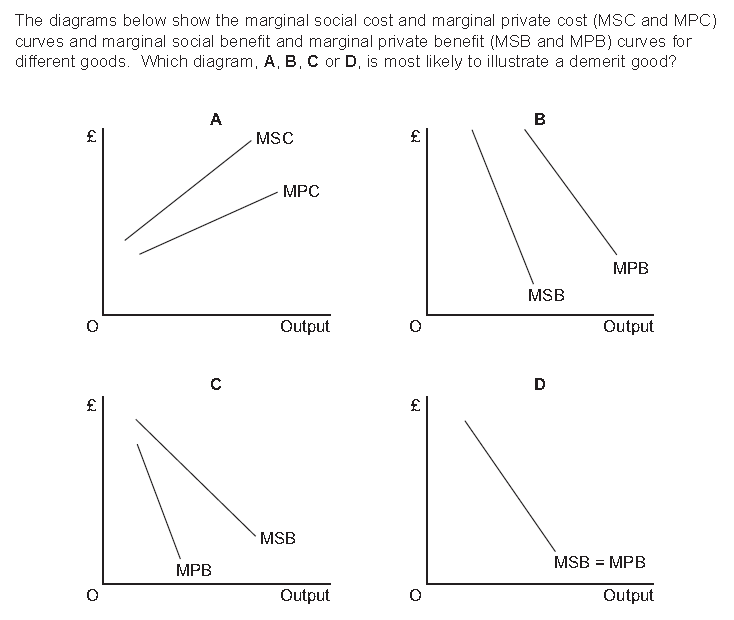 The diagrams below show the marginal social cost and marginal private cost (MSC and MPC)
curves and marginal social benefit and marginal private benefit (MSB and MPB) curves for
different goods. Which diagram, A, B, C or D, is most likely to illustrate a demerit good?
A
£
MSC
MPC
O
Output
B
£
MPB
MSB
O
Output
C
£
MSB
MPB
O
Output
D
£
MSB = MPB
O
Output